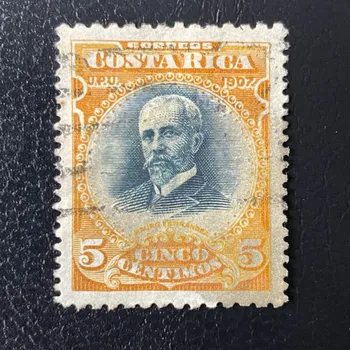 CORREOS
COSTA RICA
U.P.U. 1907
5 CINCO 5
CENTIMOS